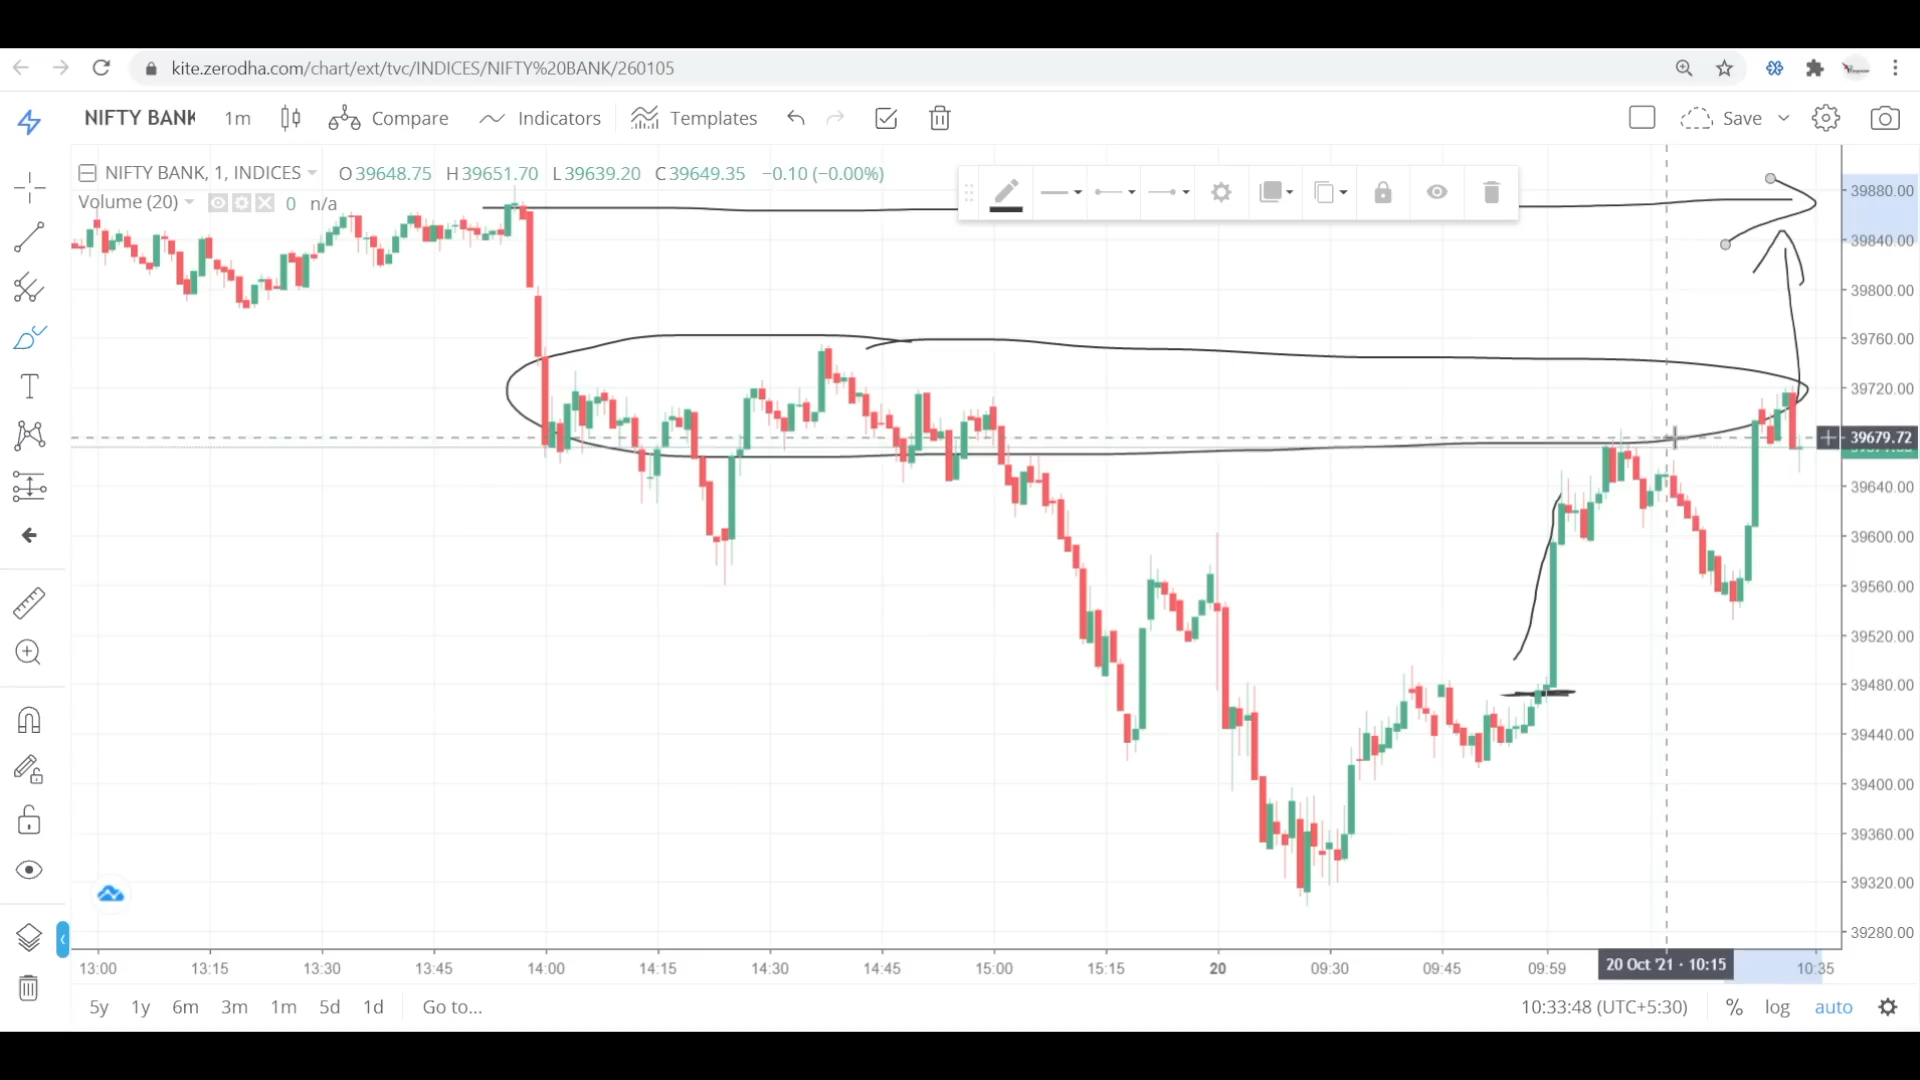 kite.zerodha.com/chart/ext/tvc/INDICES/NIFTY%20BANK/260105
NIFTY BANK 1m Compare Indicators Templates Save
NIFTY BANK, 1, INDICES O39648.75 H39651.70 L39639.20 C39649.35 −0.10 (−0.00%)
Volume (20) 0 n/a
39880.00
39840.00
39800.00
39760.00
39720.00
39679.72
39640.00
39600.00
39560.00
39520.00
39480.00
39440.00
39400.00
39360.00
39320.00
39280.00
13:00 13:15 13:30 13:45 14:00 14:15 14:30 14:45 15:00 15:15 20 09:30 09:45 09:59 20 Oct '21 · 10:15 10:35
5y 1y 6m 3m 1m 5d 1d Go to... 10:33:48 (UTC+5:30) % log auto